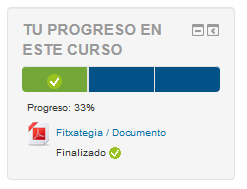 TU PROGRESO EN
ESTE CURSO
Progreso: 33%
Fitxategia / Documento
Finalizado